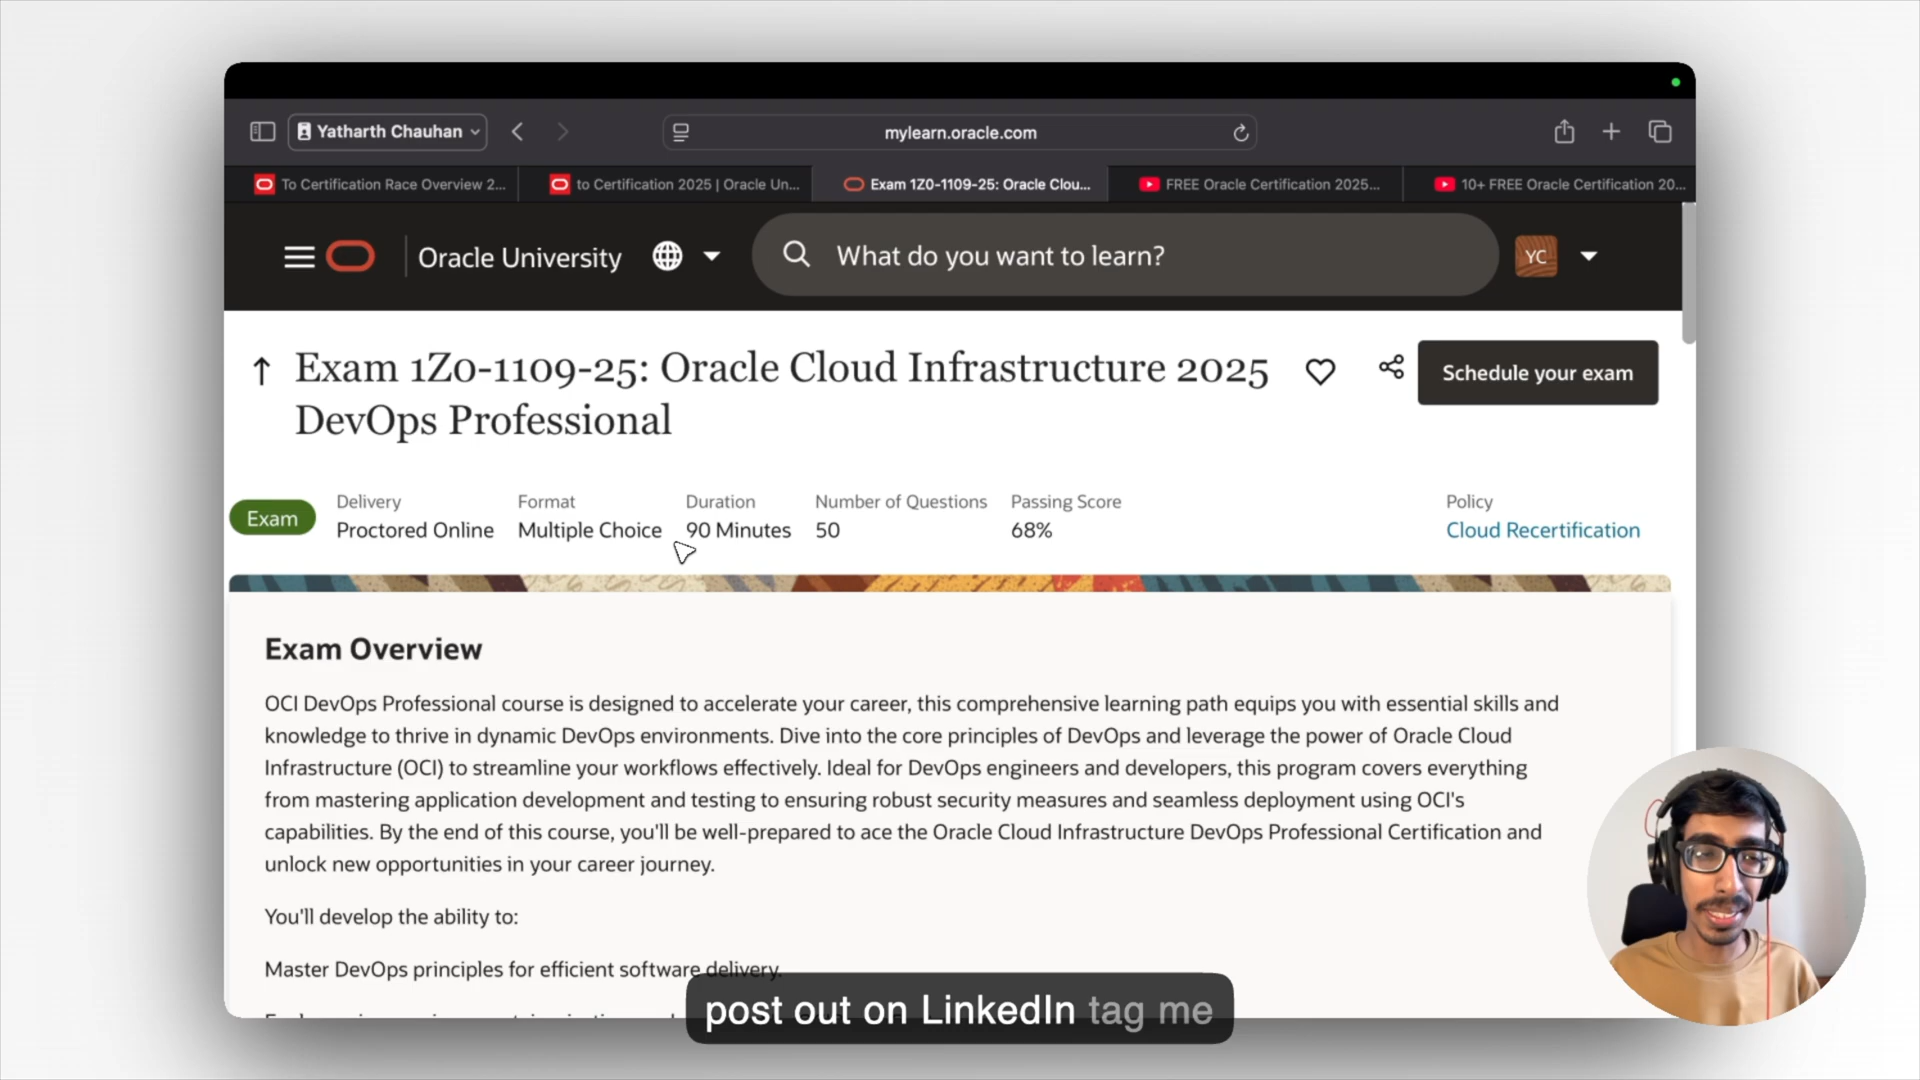 Yatharth Chauhan
mylearn.oracle.com
To Certification Race Overview 2...
to Certification 2025 | Oracle Un...
Exam 1Z0-1109-25: Oracle Clou...
FREE Oracle Certification 2025...
10+ FREE Oracle Certification 20...
Oracle University
What do you want to learn?
YC
Exam 1Z0-1109-25: Oracle Cloud Infrastructure 2025
DevOps Professional
Schedule your exam
Exam
Delivery
Proctored Online
Format
Multiple Choice
Duration
90 Minutes
Number of Questions
50
Passing Score
68%
Policy
Cloud Recertification
Exam Overview
OCI DevOps Professional course is designed to accelerate your career, this comprehensive learning path equips you with essential skills and
knowledge to thrive in dynamic DevOps environments. Dive into the core principles of DevOps and leverage the power of Oracle Cloud
Infrastructure (OCI) to streamline your workflows effectively. Ideal for DevOps engineers and developers, this program covers everything
from mastering application development and testing to ensuring robust security measures and seamless deployment using OCI's
capabilities. By the end of this course, you'll be well-prepared to ace the Oracle Cloud Infrastructure DevOps Professional Certification and
unlock new opportunities in your career journey.
You'll develop the ability to:
Master DevOps principles for efficient software delivery.
post out on LinkedIn tag me